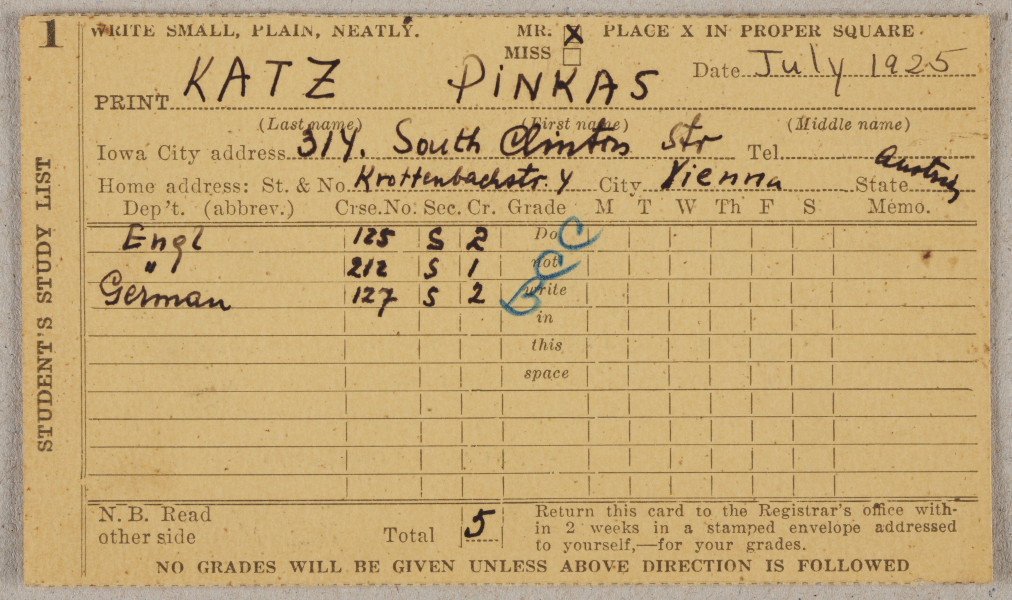 1
WRITE SMALL, PLAIN, NEATLY. MR. X PLACE X IN PROPER SQUARE
MISS
Date July 1925
PRINT KATZ PINKAS
(Last name) (First name) (Middle name)
Iowa City address 314. South Clinton Str Tel.
Home address: St. & No. Krottenbachstr. 4 City Vienna State Austria
Dep't. (abbrev.) Crse. No. Sec. Cr. Grade M T W Th F S Memo.
Engl 125 S 2 Do C
" 212 S 1 not C
German 127 S 2 write B
in
this
space
STUDENT'S STUDY LIST
N. B. Read
other side
Total 5
Return this card to the Registrar's office with-
in 2 weeks in a stamped envelope addressed
to yourself,—for your grades.
NO GRADES WILL BE GIVEN UNLESS ABOVE DIRECTION IS FOLLOWED